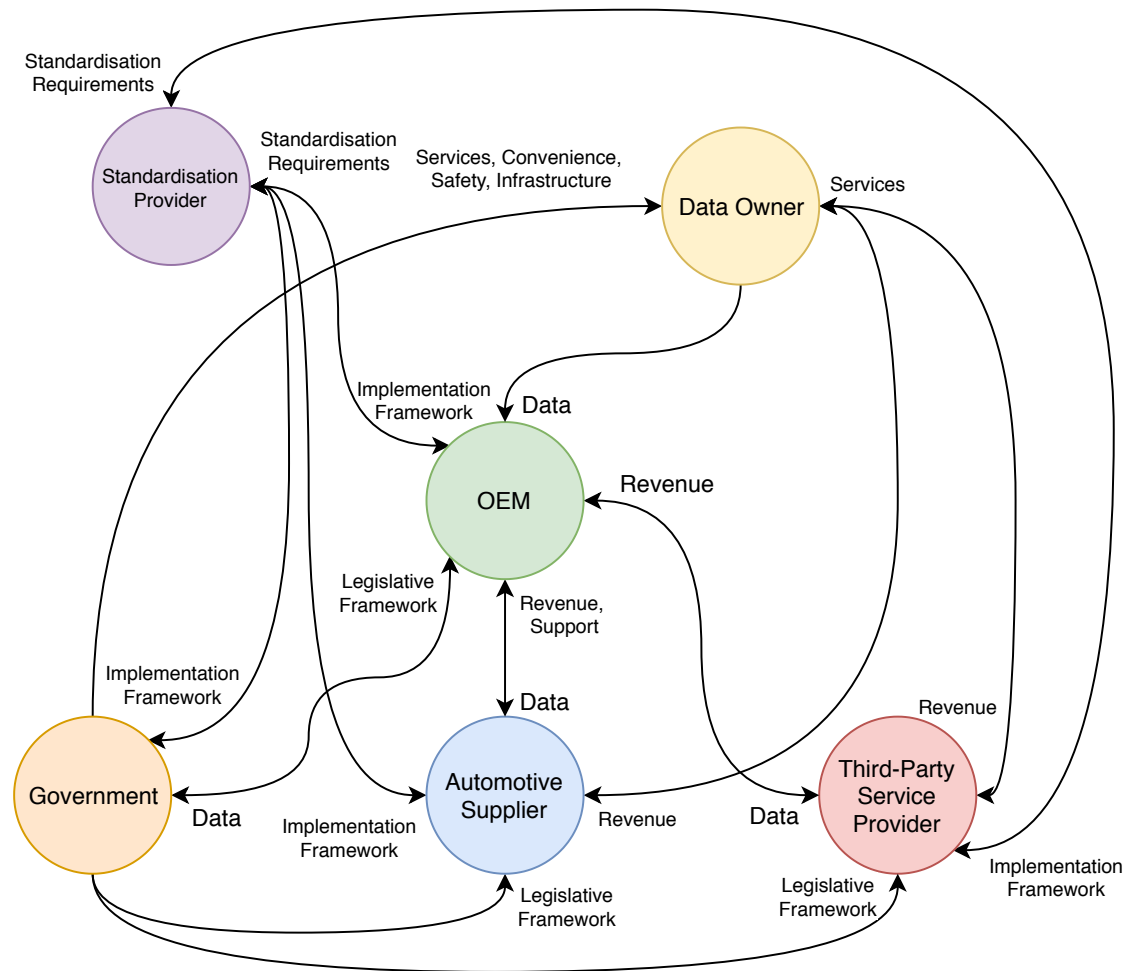 Standardisation
Requirements
Standardisation
Requirements
Services, Convenience,
Safety, Infrastructure
Standardisation
Provider
Data Owner
Services
Implementation
Framework
Data
OEM
Revenue
Legislative
Framework
Revenue,
Support
Implementation
Framework
Data
Revenue
Government
Automotive
Supplier
Third-Party
Service
Provider
Data
Implementation
Framework
Revenue
Data
Legislative
Framework
Legislative
Framework
Implementation
Framework